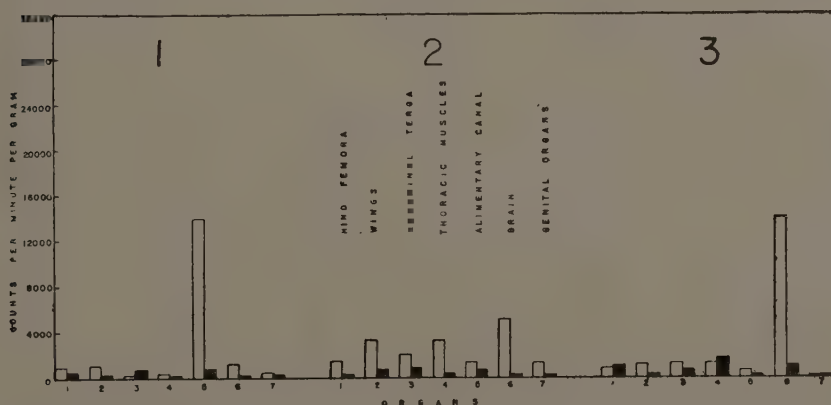 1 2 3
24000
20000
16000
12000
8000
4000
0
COUNTS PER MINUTE PER GRAM
HIND FEMORA
WINGS
TERGA
THORACIC MUSCLES
ALIMENTARY CANAL
BRAIN
GENITAL ORGANS
1 2 3 4 5 6 7 1 2 3 4 5 6 7 1 2 3 4 5 6 7
ORGANS